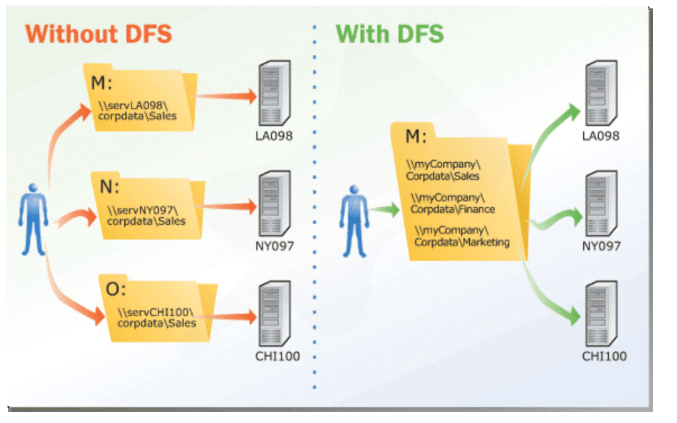 Without DFS
M:
\\servLA098\
corpdata\Sales
LA098
N:
\\servNY097\
corpdata\Sales
NY097
O:
\\servCHI100\
corpdata\Sales
CHI100
With DFS
M:
\\myCompany\
Corpdata\Sales
\\myCompany\
Corpdata\Finance
\\myCompany\
Corpdata\Marketing
LA098
NY097
CHI100